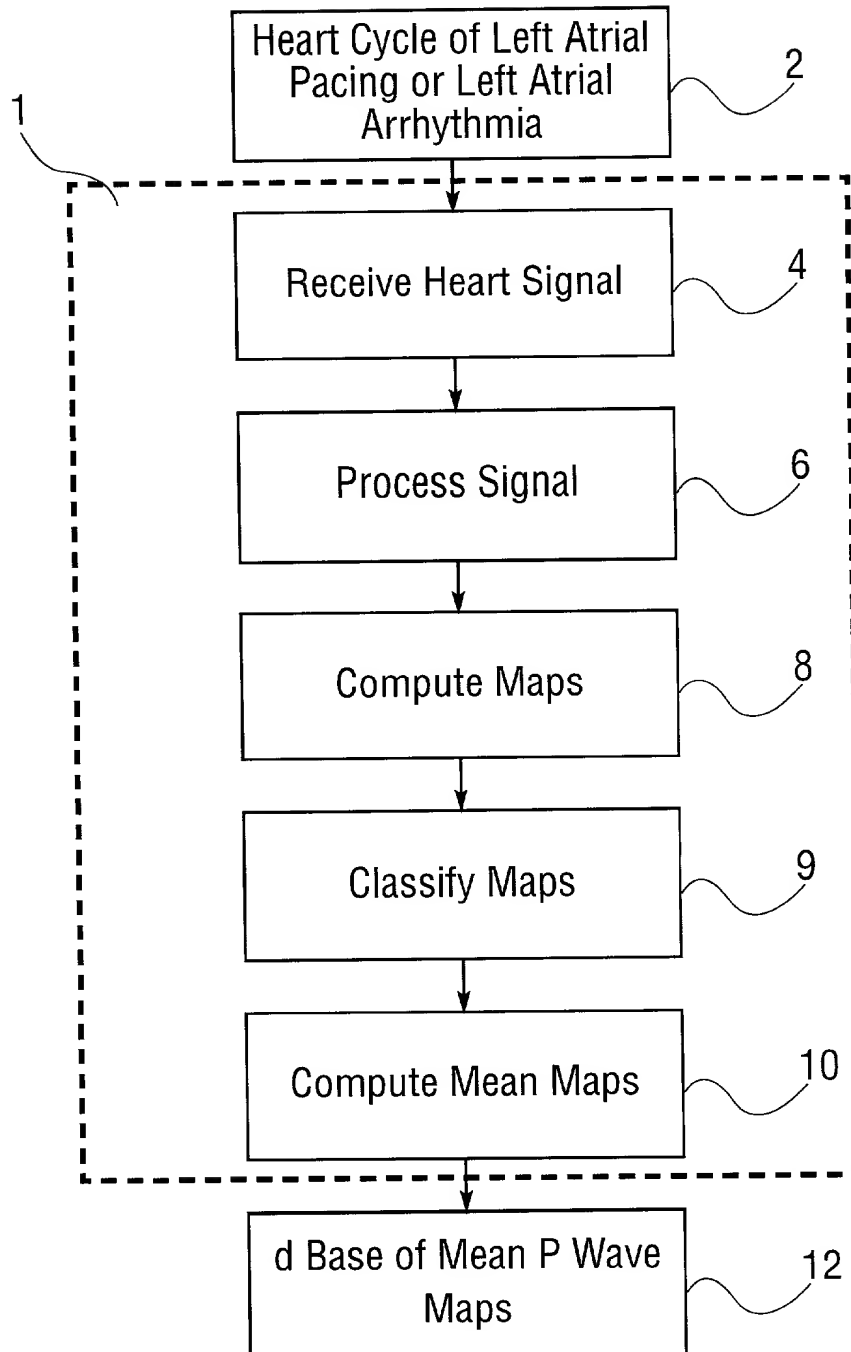 Heart Cycle of Left Atrial
Pacing or Left Atrial
Arrhythmia
2
1
Receive Heart Signal
4
Process Signal
6
Compute Maps
8
Classify Maps
9
Compute Mean Maps
10
d Base of Mean P Wave
Maps
12